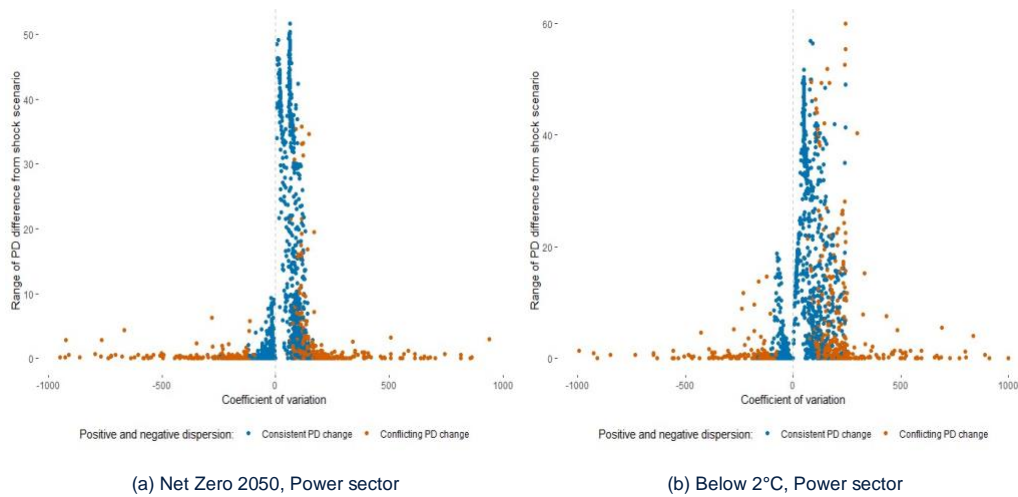 Range of PD difference from shock scenario
50
40
30
20
10
0
-1000
-500
0
500
1000
Coefficient of variation
Positive and negative dispersion: Consistent PD change Conflicting PD change
(a) Net Zero 2050, Power sector
Range of PD difference from shock scenario
60
40
20
0
-1000
-500
0
500
1000
Coefficient of variation
Positive and negative dispersion: Consistent PD change Conflicting PD change
(b) Below 2°C, Power sector